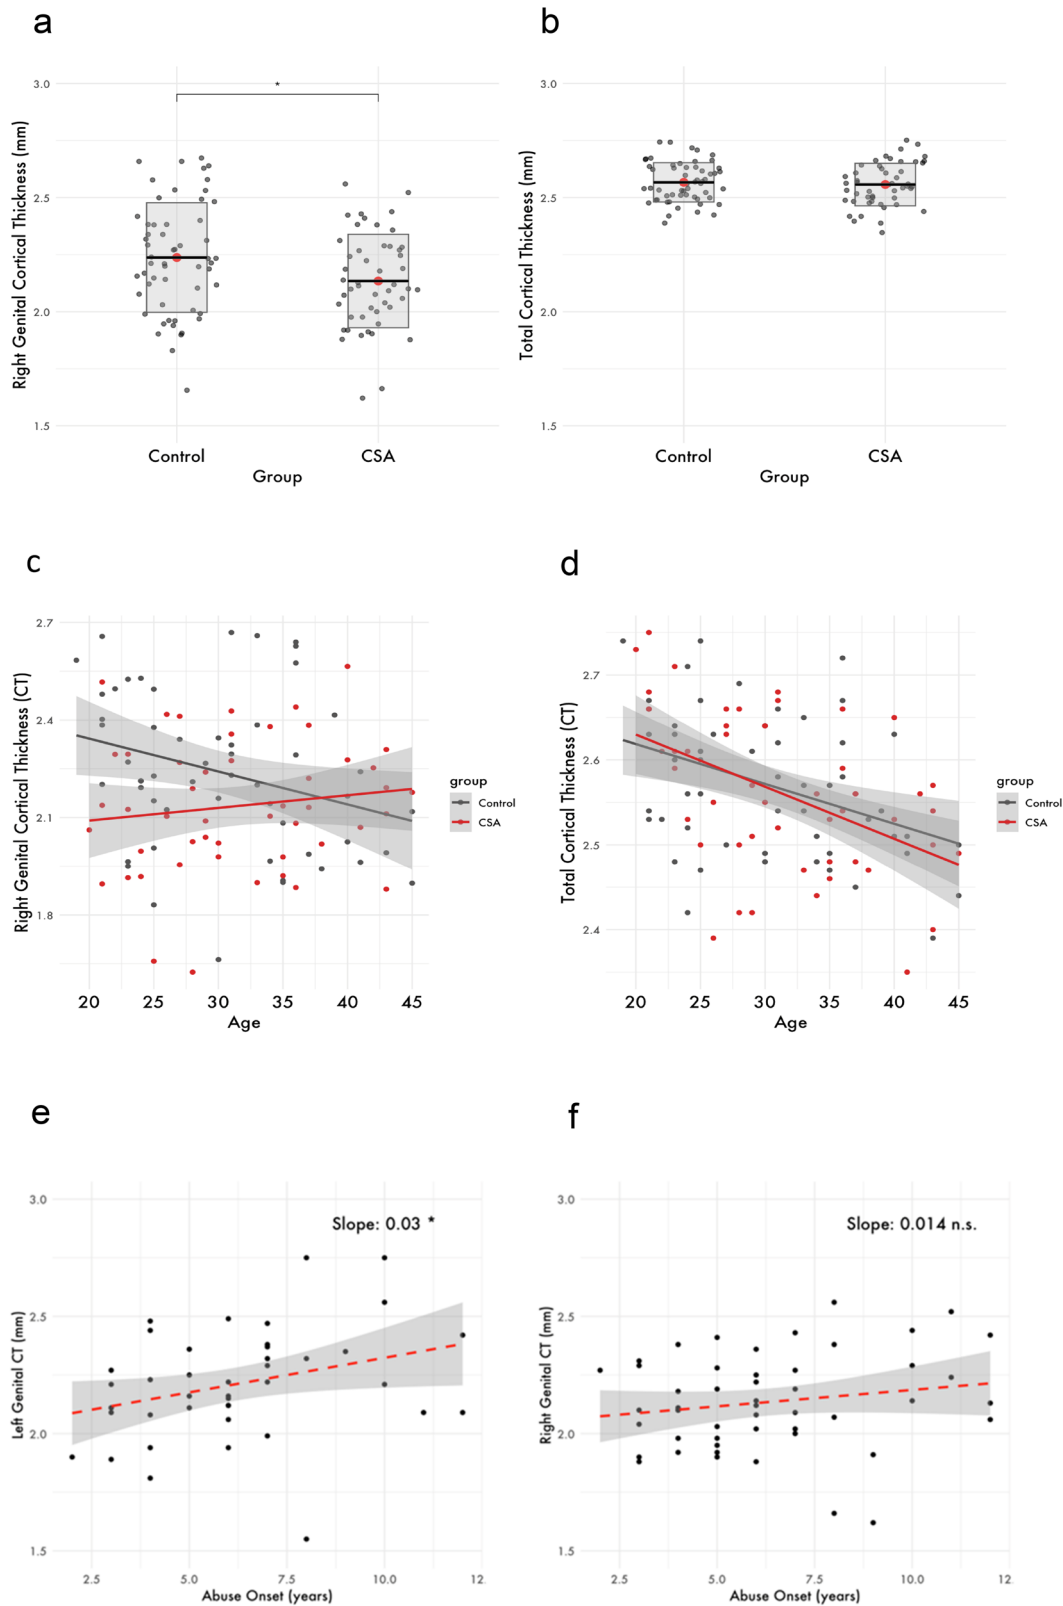 a
b
3.0
2.5
2.0
1.5
Right Genital Cortical Thickness (mm)
*
Control
CSA
Group
3.0
2.5
2.0
1.5
Total Cortical Thickness (mm)
Control
CSA
Group
c
d
2.7
2.4
2.1
1.8
Right Genital Cortical Thickness (CT)
20 25 30 35 40 45
Age
group
Control
CSA
2.7
2.6
2.5
2.4
Total Cortical Thickness (CT)
20 25 30 35 40 45
Age
group
Control
CSA
e
f
3.0
2.5
2.0
1.5
Left Genital CT (mm)
Slope: 0.03 *
2.5 5.0 7.5 10.0 12.
Abuse Onset (years)
3.0
2.5
2.0
1.5
Right Genital CT (mm)
Slope: 0.014 n.s.
2.5 5.0 7.5 10.0 12.
Abuse Onset (years)